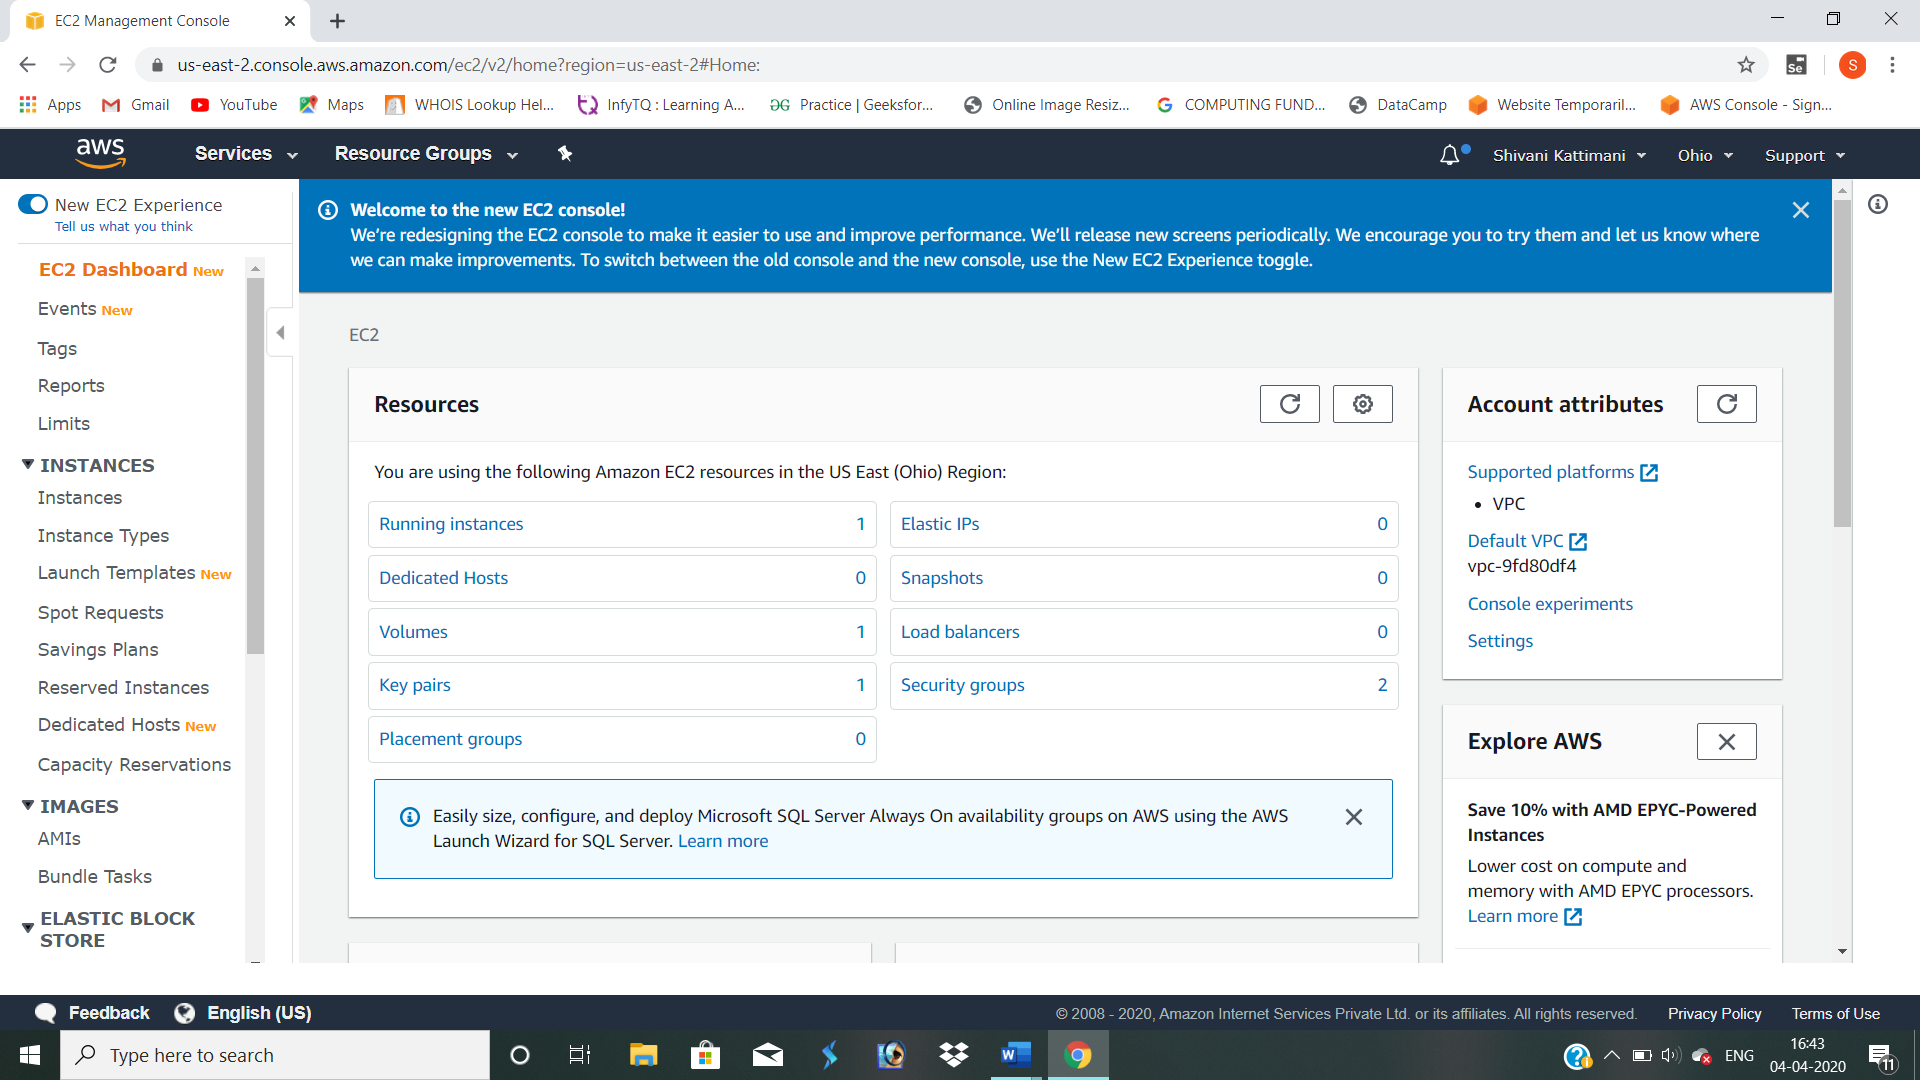 EC2 Management Console
us-east-2.console.aws.amazon.com/ec2/v2/home?region=us-east-2#Home:
Se
S
Apps
Gmail
YouTube
Maps
WHOIS Lookup Hel...
InfyTQ : Learning A...
Practice | Geeksfor...
Online Image Resiz...
COMPUTING FUND...
DataCamp
Website Temporaril...
AWS Console - Sign...
aws
Services
Resource Groups
Shivani Kattimani
Ohio
Support
New EC2 Experience
Tell us what you think
EC2 Dashboard New
Events New
Tags
Reports
Limits
INSTANCES
Instances
Instance Types
Launch Templates New
Spot Requests
Savings Plans
Reserved Instances
Dedicated Hosts New
Capacity Reservations
IMAGES
AMIs
Bundle Tasks
ELASTIC BLOCK
STORE
Welcome to the new EC2 console!
We're redesigning the EC2 console to make it easier to use and improve performance. We'll release new screens periodically. We encourage you to try them and let us know where
we can make improvements. To switch between the old console and the new console, use the New EC2 Experience toggle.
EC2
Resources
You are using the following Amazon EC2 resources in the US East (Ohio) Region:
Running instances 1
Elastic IPs 0
Dedicated Hosts 0
Snapshots 0
Volumes 1
Load balancers 0
Key pairs 1
Security groups 2
Placement groups 0
Easily size, configure, and deploy Microsoft SQL Server Always On availability groups on AWS using the AWS
Launch Wizard for SQL Server. Learn more
Account attributes
Supported platforms
• VPC
Default VPC
vpc-9fd80df4
Console experiments
Settings
Explore AWS
Save 10% with AMD EPYC-Powered
Instances
Lower cost on compute and
memory with AMD EPYC processors.
Learn more
Feedback
English (US)
© 2008 - 2020, Amazon Internet Services Private Ltd. or its affiliates. All rights reserved.
Privacy Policy
Terms of Use
Type here to search
ENG
16:43
04-04-2020
11